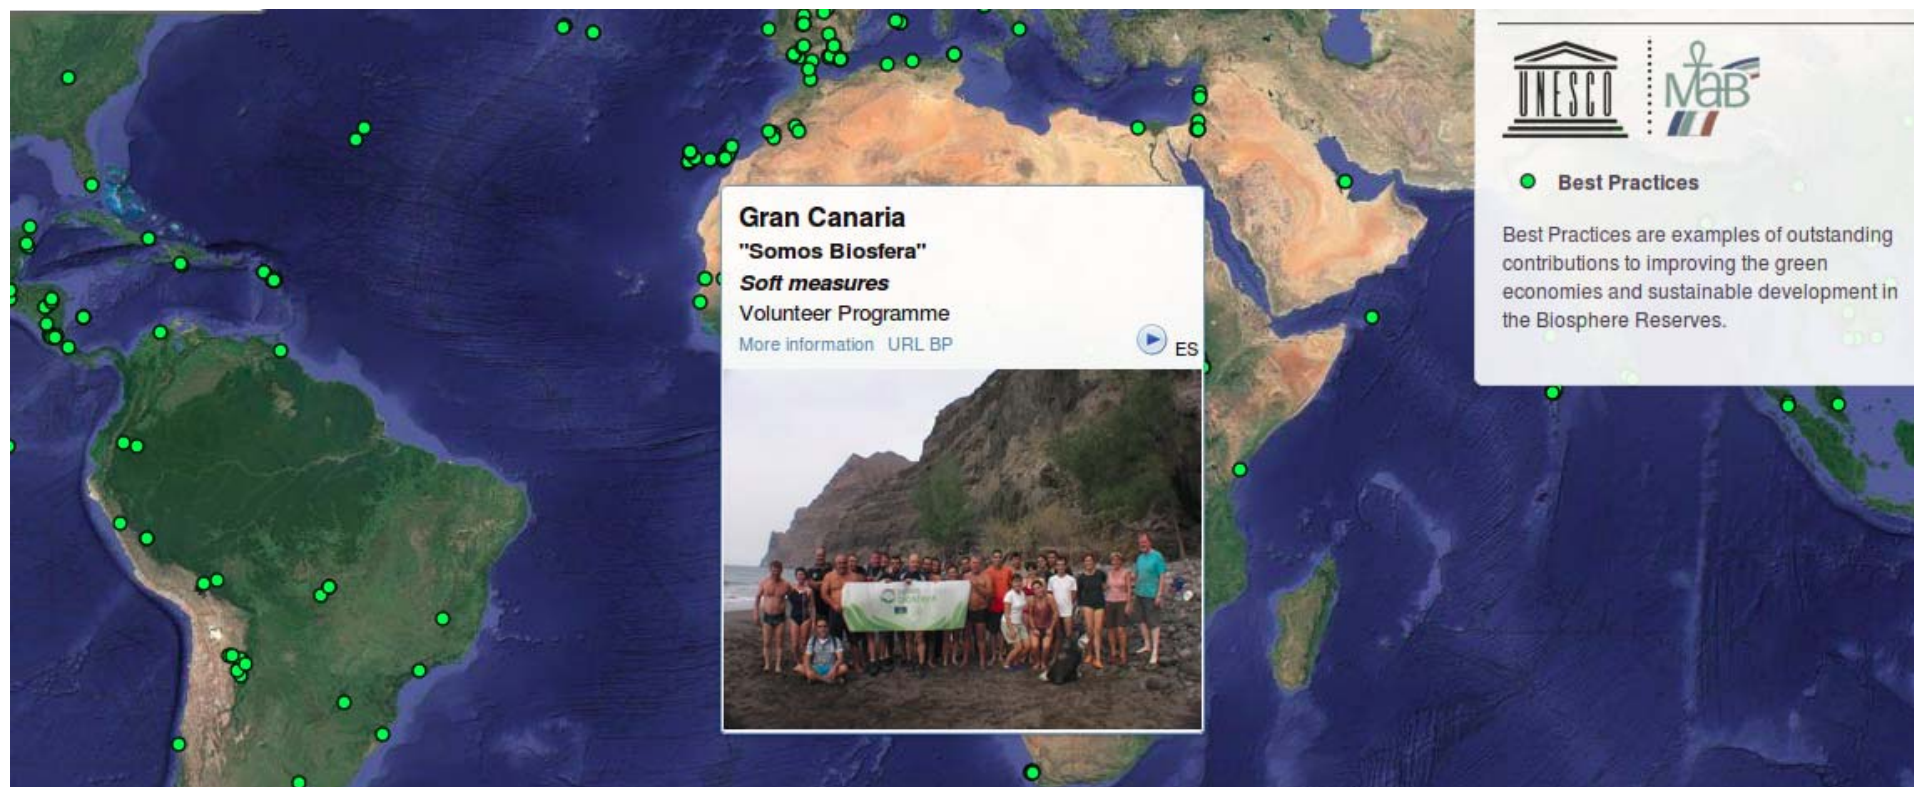 Gran Canaria
"Somos Biosfera"
Soft measures
Volunteer Programme
More information URL BP
ES
UNESCO
MaB
Best Practices
Best Practices are examples of outstanding
contributions to improving the green
economies and sustainable development in
the Biosphere Reserves.